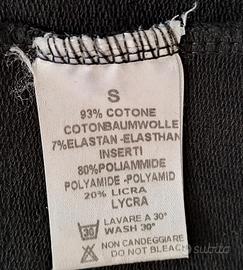 S
93% COTONE
COTONBAUMWOLLE
7%ELASTAN-ELASTHAN
INSERTI
80%POLIAMMIDE
POLYAMIDE-POLYAMID
20% LICRA
LYCRA
30
LAVARE A 30°
WASH 30°
NON CANDEGGIARE
DO NOT BLEACH
subito